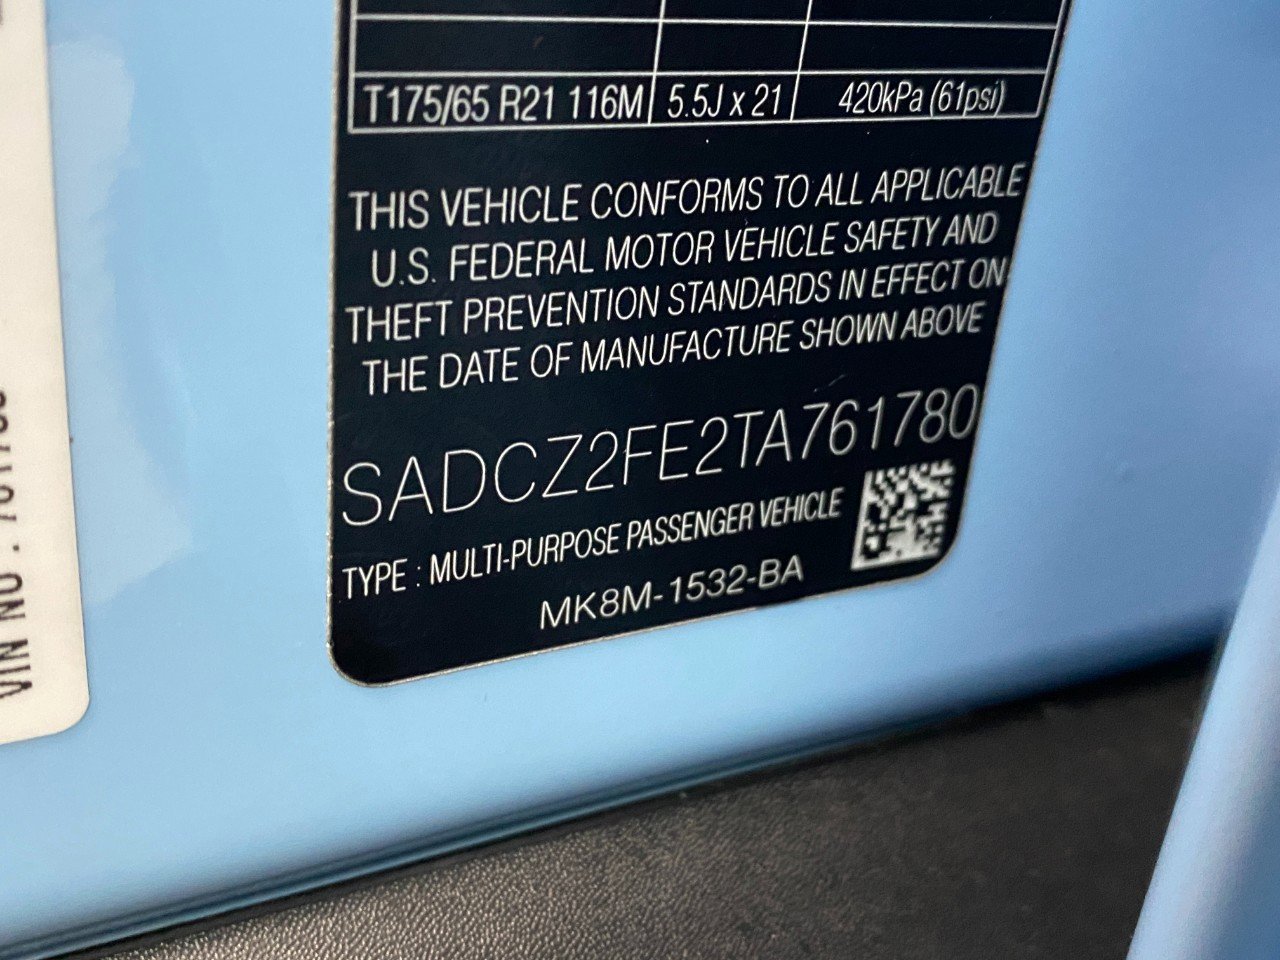 T175/65 R21 116M 5.5J x 21 420kPa (61psi)
THIS VEHICLE CONFORMS TO ALL APPLICABLE
U.S. FEDERAL MOTOR VEHICLE SAFETY AND
THEFT PREVENTION STANDARDS IN EFFECT ON
THE DATE OF MANUFACTURE SHOWN ABOVE
SADCZ2FE2TA761780
TYPE : MULTI-PURPOSE PASSENGER VEHICLE
MK8M-1532-BA
VIN NO :